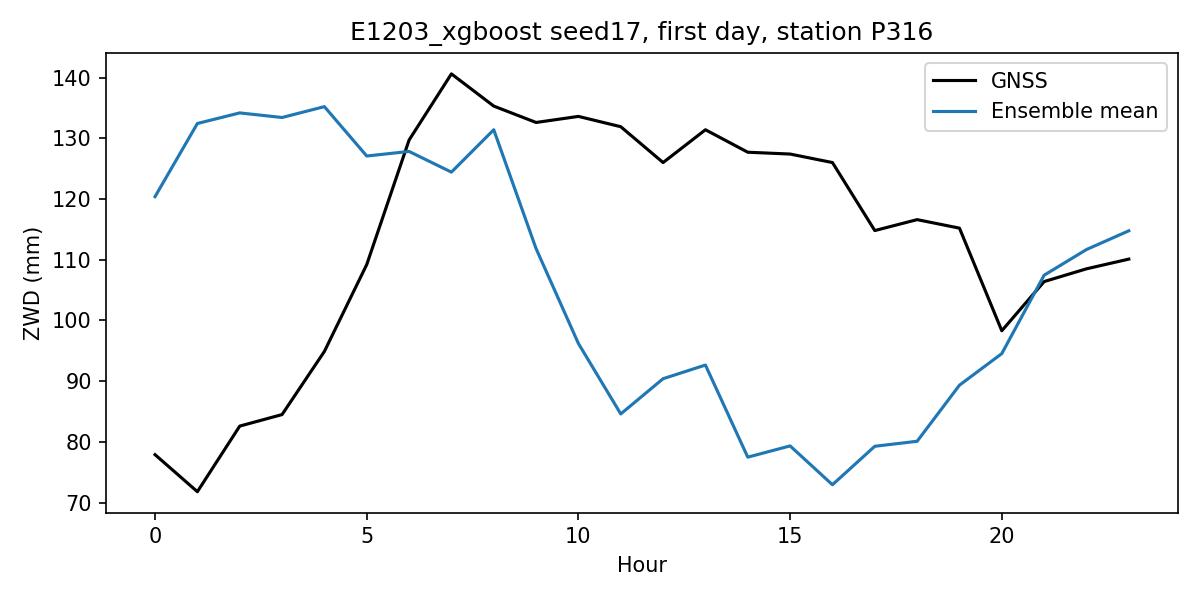 E1203_xgboost seed17, first day, station P316
GNSS
Ensemble mean
ZWD (mm)
140
130
120
110
100
90
80
70
0 5 10 15 20
Hour